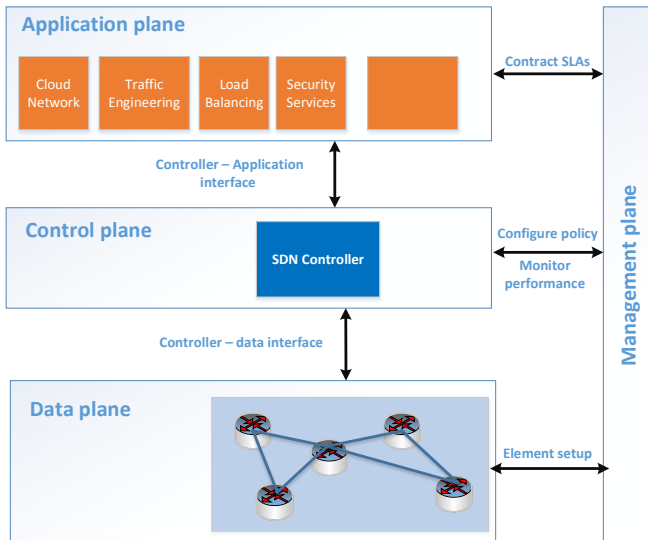 Application plane
Cloud
Network
Traffic
Engineering
Load
Balancing
Security
Services
Contract SLAs
Controller – Application
interface
Control plane
SDN Controller
Configure policy
Monitor
performance
Management plane
Controller – data interface
Data plane
Element setup